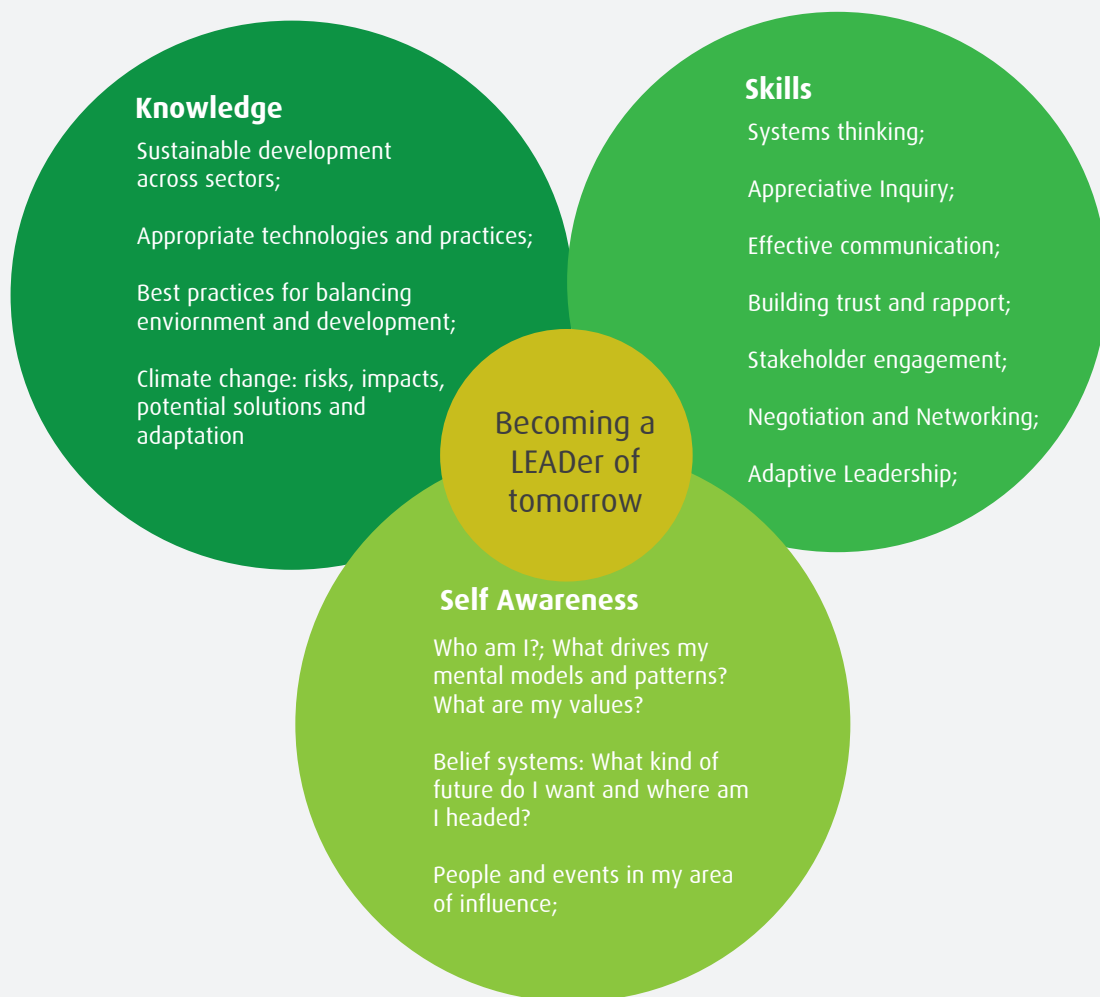 Knowledge
Sustainable development
across sectors;
Appropriate technologies and practices;
Best practices for balancing
enviornment and development;
Climate change: risks, impacts,
potential solutions and
adaptation
Skills
Systems thinking;
Appreciative Inquiry;
Effective communication;
Building trust and rapport;
Stakeholder engagement;
Negotiation and Networking;
Adaptive Leadership;
Becoming a
LEADer of
tomorrow
Self Awareness
Who am I?; What drives my
mental models and patterns?
What are my values?
Belief systems: What kind of
future do I want and where am
I headed?
People and events in my area
of influence;